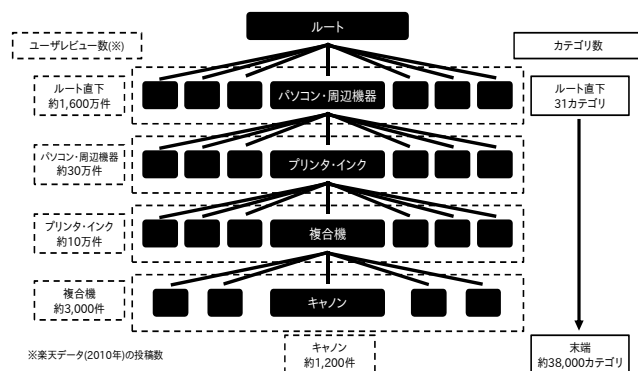 ルート
ユーザレビュー数(※)
カテゴリ数
ルート直下
約1,600万件
パソコン・周辺機器
ルート直下
31カテゴリ
パソコン・周辺機器
約30万件
プリンタ・インク
プリンタ・インク
約10万件
複合機
複合機
約3,000件
キャノン
※楽天データ(2010年)の投稿数
キャノン
約1,200件
末端
約38,000カテゴリ